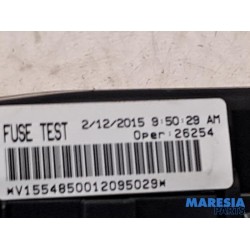 FUSE TEST 2/12/2015 9:50:29 AM
Oper:26254
*V1554850012095029*
MARESIA